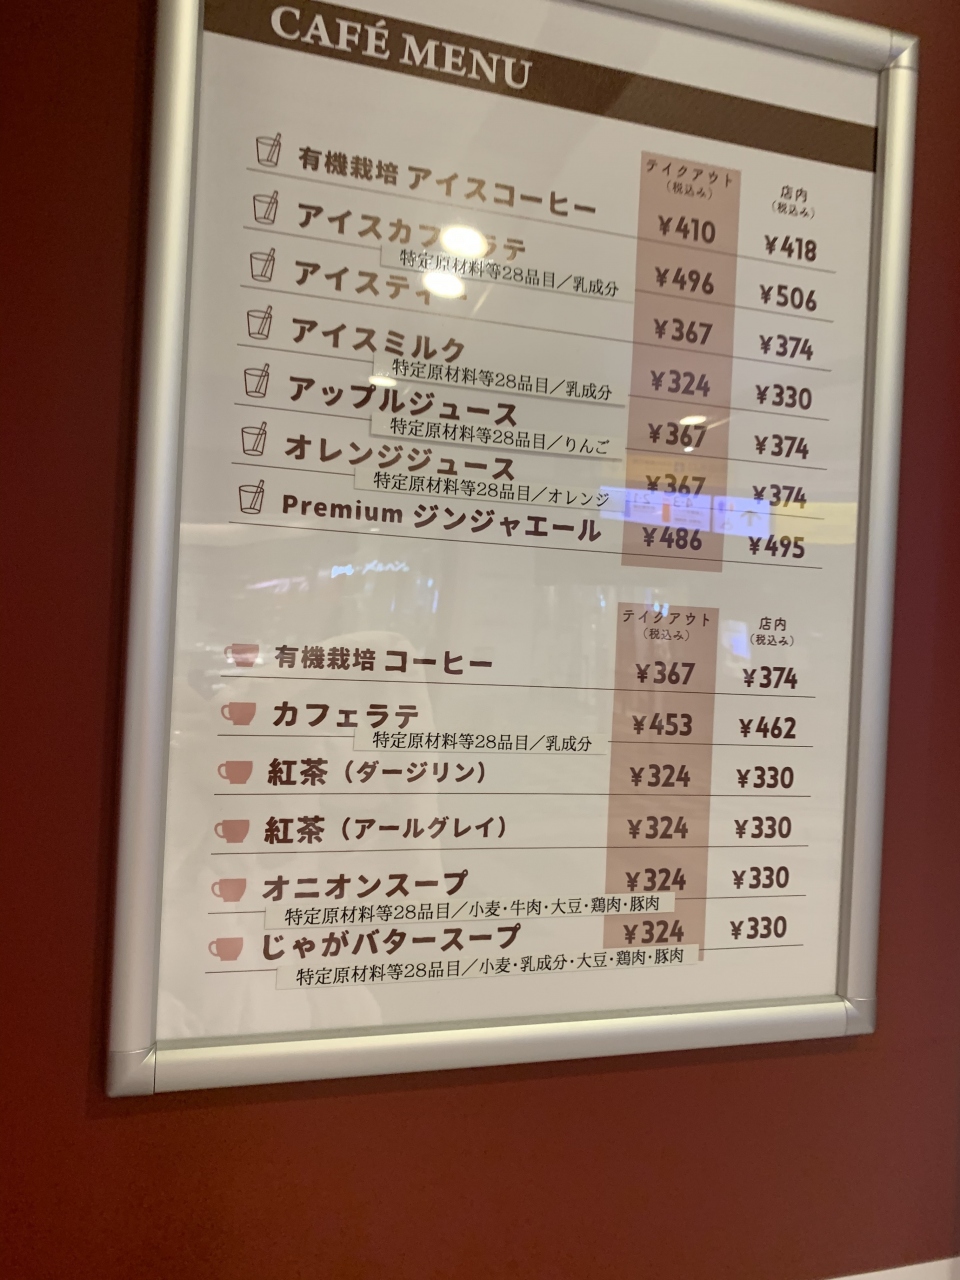 CAFÉ MENU
テイクアウト
(税込み)
店内
(税込み)
有機栽培 アイスコーヒー ¥410 ¥418
アイスカフェラテ ¥496 ¥506
特定原材料等28品目／乳成分
アイスティー ¥367 ¥374
アイスミルク ¥324 ¥330
特定原材料等28品目／乳成分
アップルジュース ¥367 ¥374
特定原材料等28品目／りんご
オレンジジュース ¥367 ¥374
特定原材料等28品目／オレンジ
Premium ジンジャエール ¥486 ¥495
テイクアウト
(税込み)
店内
(税込み)
有機栽培 コーヒー ¥367 ¥374
カフェラテ ¥453 ¥462
特定原材料等28品目／乳成分
紅茶（ダージリン） ¥324 ¥330
紅茶（アールグレイ） ¥324 ¥330
オニオンスープ ¥324 ¥330
特定原材料等28品目／小麦・牛肉・大豆・鶏肉・豚肉
じゃがバタースープ ¥324 ¥330
特定原材料等28品目／小麦・乳成分・大豆・鶏肉・豚肉